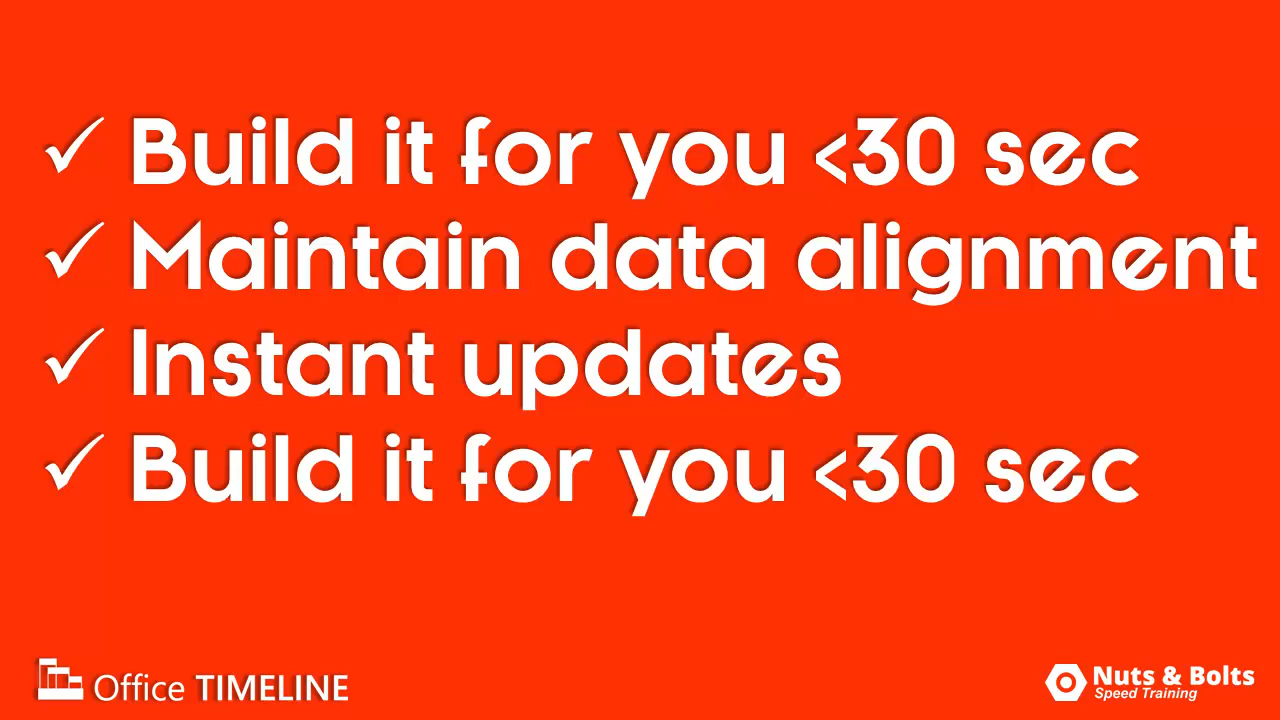 ✓ Build it for you <30 sec
✓ Maintain data alignment
✓ Instant updates
✓ Build it for you <30 sec
Office TIMELINE
Nuts & Bolts
Speed Training